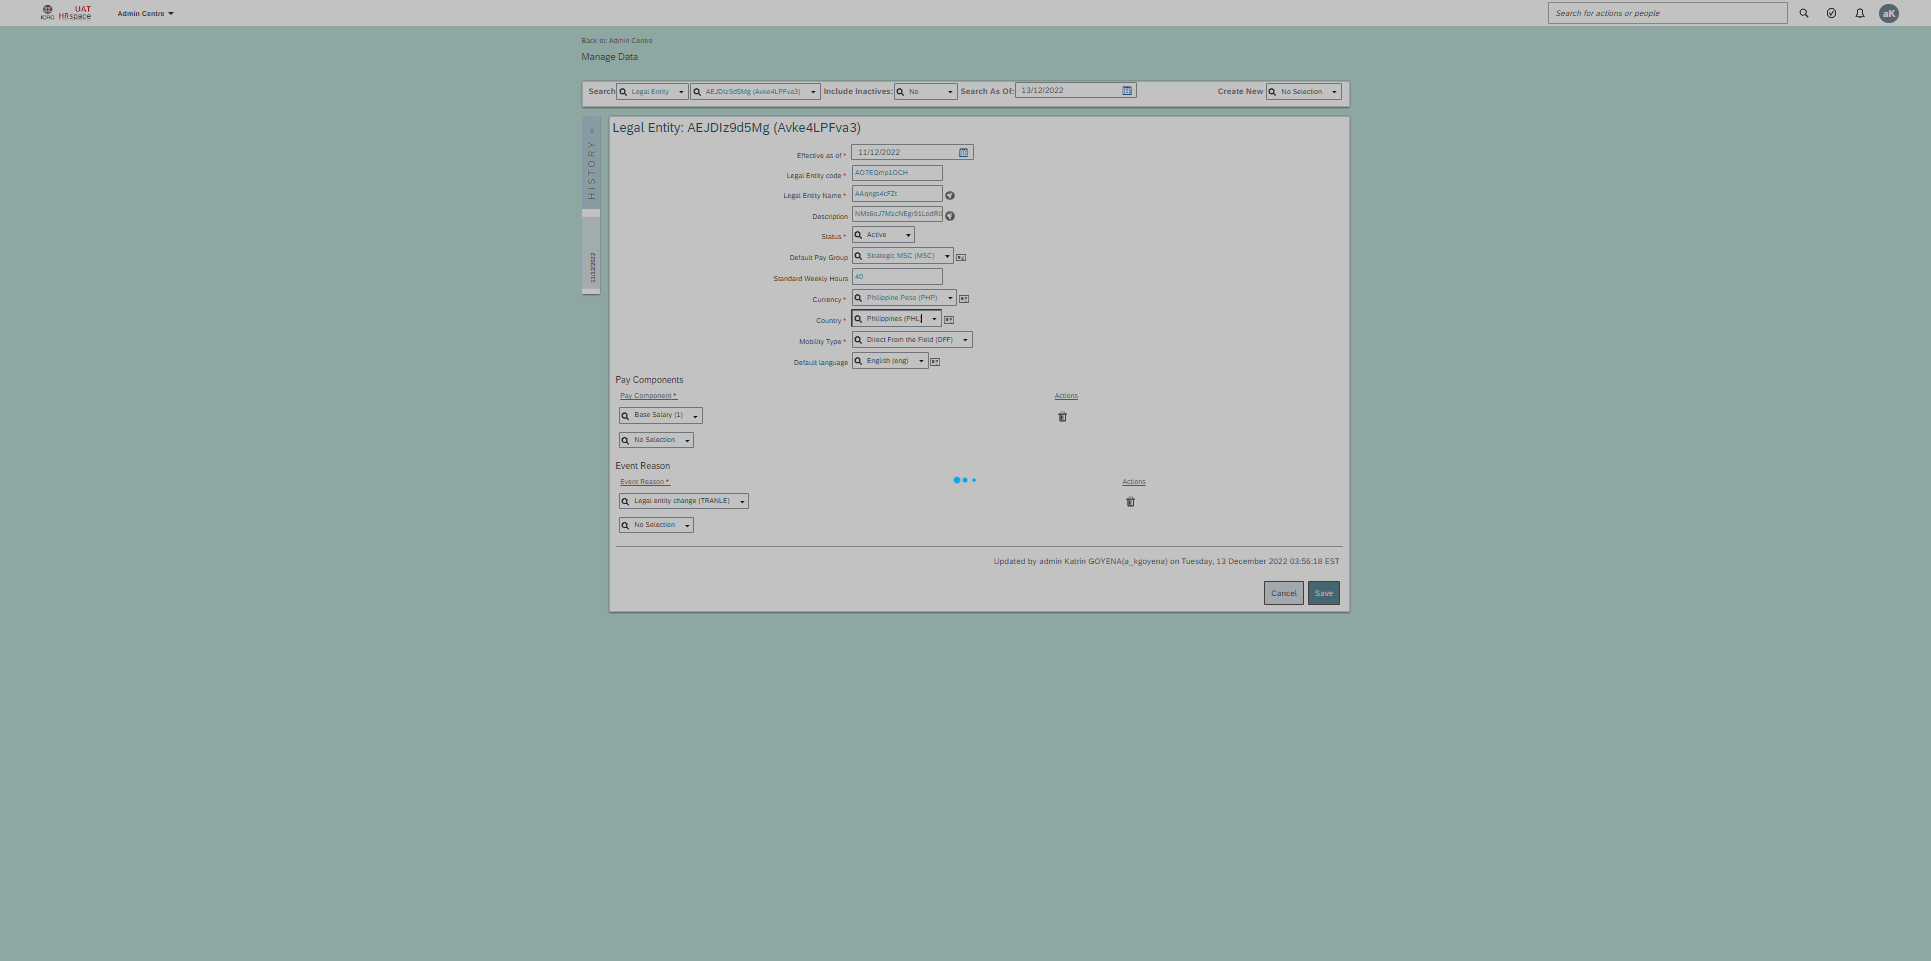 ICRC UAT HRspace Admin Centre Search for actions or people aK
Back to: Admin Centre
Manage Data
Search Legal Entity AEJDIz9d5Mg (Avke4LPFva3) Include Inactives: No Search As Of: 13/12/2022 Create New No Selection
HISTORY
11/12/2022
Legal Entity: AEJDIz9d5Mg (Avke4LPFva3)
Effective as of * 11/12/2022
Legal Entity code * AO7EQmp1OCH
Legal Entity Name * AAqngs4cFZt
Description
Status * Active
Default Pay Group Strategic MSC (MSC)
Standard Weekly Hours 40
Currency * Philippine Peso (PHP)
Country * Philippines (PHL)
Mobility Type * Direct From the Field (DFF)
Default language English (eng)
Pay Components
Pay Component * Actions
Base Salary (1)
No Selection
Event Reason
Event Reason * Actions
Legal entity change (TRANLE)
No Selection
Updated by admin Katrin GOYENA(a_kgoyena) on Tuesday, 13 December 2022 03:56:18 EST
Cancel Save